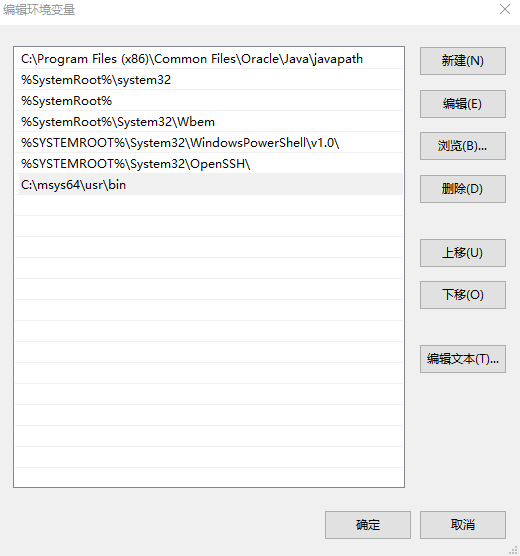 编辑环境变量
C:\Program Files (x86)\Common Files\Oracle\Java\javapath
%SystemRoot%\system32
%SystemRoot%
%SystemRoot%\System32\Wbem
%SYSTEMROOT%\System32\WindowsPowerShell\v1.0\
%SYSTEMROOT%\System32\OpenSSH\
C:\msys64\usr\bin
新建(N)
编辑(E)
浏览(B)...
删除(D)
上移(U)
下移(O)
编辑文本(T)...
确定
取消